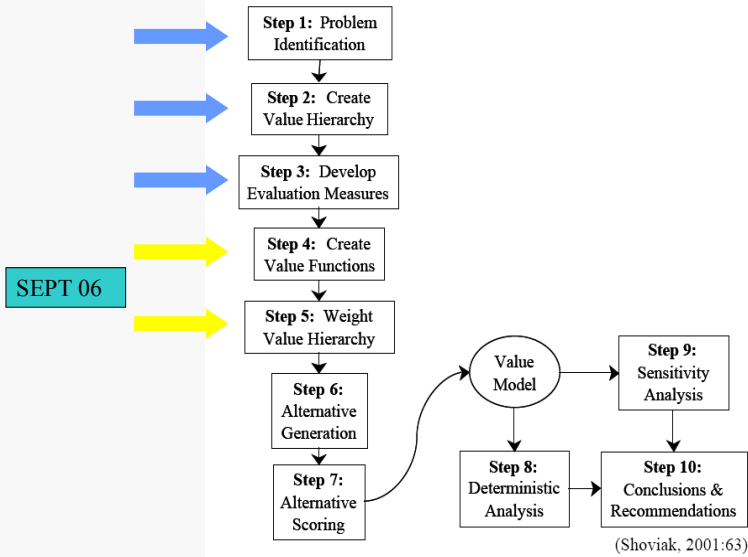 Step 1: Problem
Identification
Step 2: Create
Value Hierarchy
Step 3: Develop
Evaluation Measures
Step 4: Create
Value Functions
SEPT 06
Step 5: Weight
Value Hierarchy
Step 6:
Alternative
Generation
Step 7:
Alternative
Scoring
Value
Model
Step 8:
Deterministic
Analysis
Step 9:
Sensitivity
Analysis
Step 10:
Conclusions &
Recommendations
(Shoviak, 2001:63)